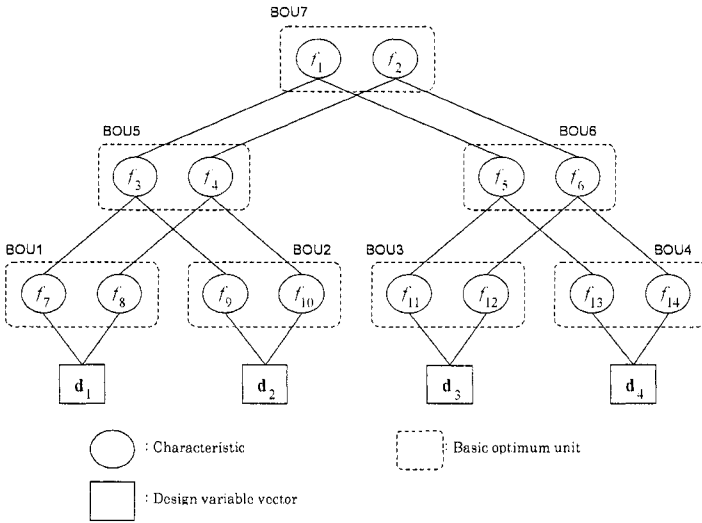 BOU7
f1 f2
BOU5 BOU6
f3 f4 f5 f6
BOU1 BOU2 BOU3 BOU4
f7 f8 f9 f10 f11 f12 f13 f14
d1 d2 d3 d4
: Characteristic : Basic optimum unit
: Design variable vector